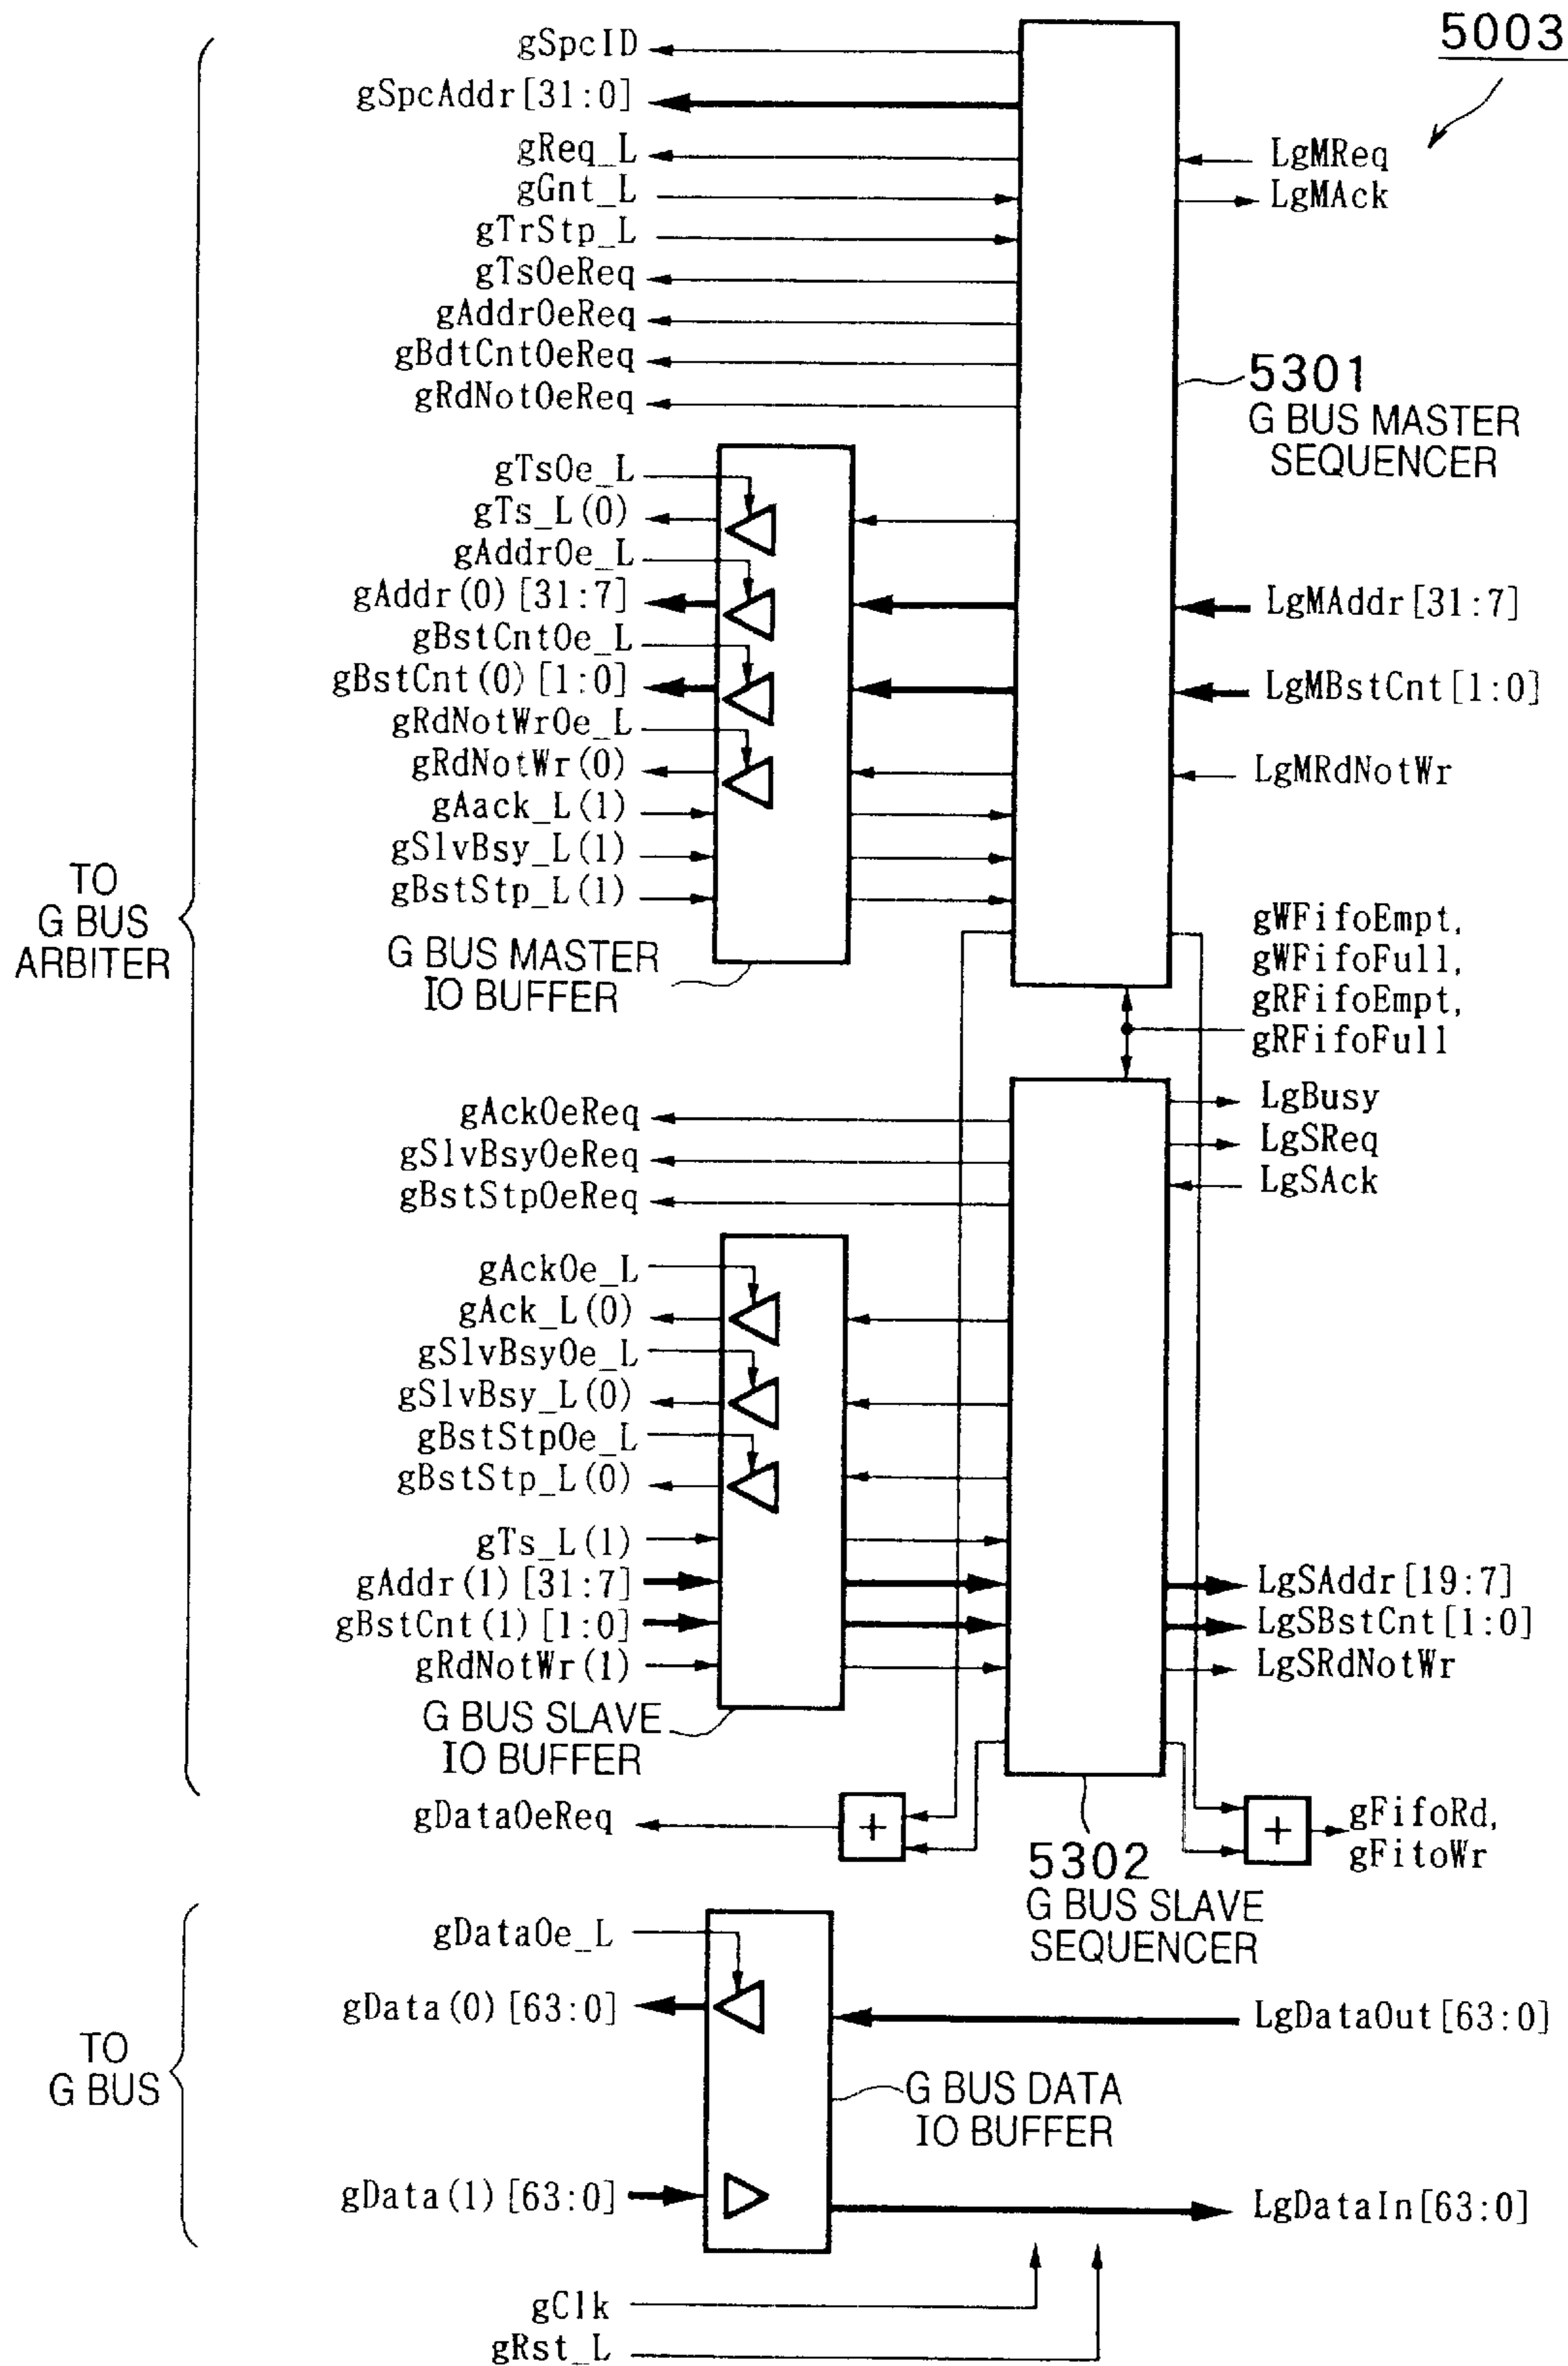 5003
gSpcID
gSpcAddr[31:0]
gReq_L
gGnt_L
gTrStp_L
gTsOeReq
gAddrOeReq
gBdtCntOeReq
gRdNotOeReq
LgMReq
LgMAck
5301
G BUS MASTER
SEQUENCER
gTsOe_L
gTs_L(0)
gAddrOe_L
gAddr(0)[31:7]
gBstCntOe_L
gBstCnt(0)[1:0]
gRdNotWrOe_L
gRdNotWr(0)
gAack_L(1)
gSlvBsy_L(1)
gBstStp_L(1)
LgMAddr[31:7]
LgMBstCnt[1:0]
LgMRdNotWr
TO
G BUS
ARBITER
G BUS MASTER
IO BUFFER
gWFifoEmpt,
gWFifoFull,
gRFifoEmpt,
gRFifoFull
gAckOeReq
gSlvBsyOeReq
gBstStpOeReq
LgBusy
LgSReq
LgSAck
gAckOe_L
gAck_L(0)
gSlvBsyOe_L
gSlvBsy_L(0)
gBstStpOe_L
gBstStp_L(0)
gTs_L(1)
gAddr(1)[31:7]
gBstCnt(1)[1:0]
gRdNotWr(1)
LgSAddr[19:7]
LgSBstCnt[1:0]
LgSRdNotWr
G BUS SLAVE
IO BUFFER
gDataOeReq
+
5302
G BUS SLAVE
SEQUENCER
+
gFifoRd,
gFitoWr
TO
G BUS
gDataOe_L
gData(0)[63:0]
LgDataOut[63:0]
G BUS DATA
IO BUFFER
gData(1)[63:0]
LgDataIn[63:0]
gClk
gRst_L